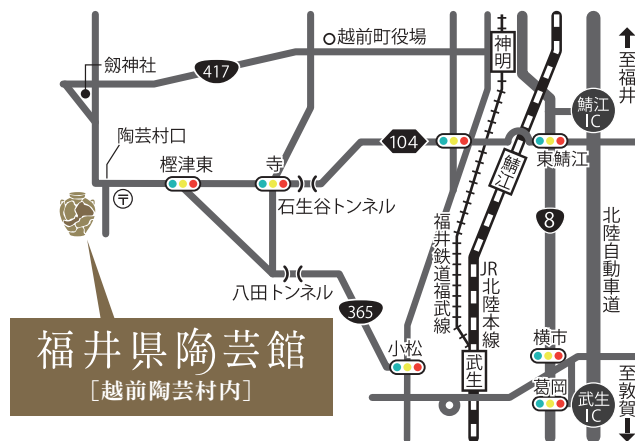 越前町役場
神明
至福井
劔神社
417
鯖江
IC
陶芸村口
104
東鯖江
樫津東
寺
鯖江
〒
石生谷トンネル
8
福井鉄道福武線
JR北陸本線
北陸自動車道
八田トンネル
365
横市
小松
福井県陶芸館
[越前陶芸村内]
武生
葛岡
武生
IC
至敦賀